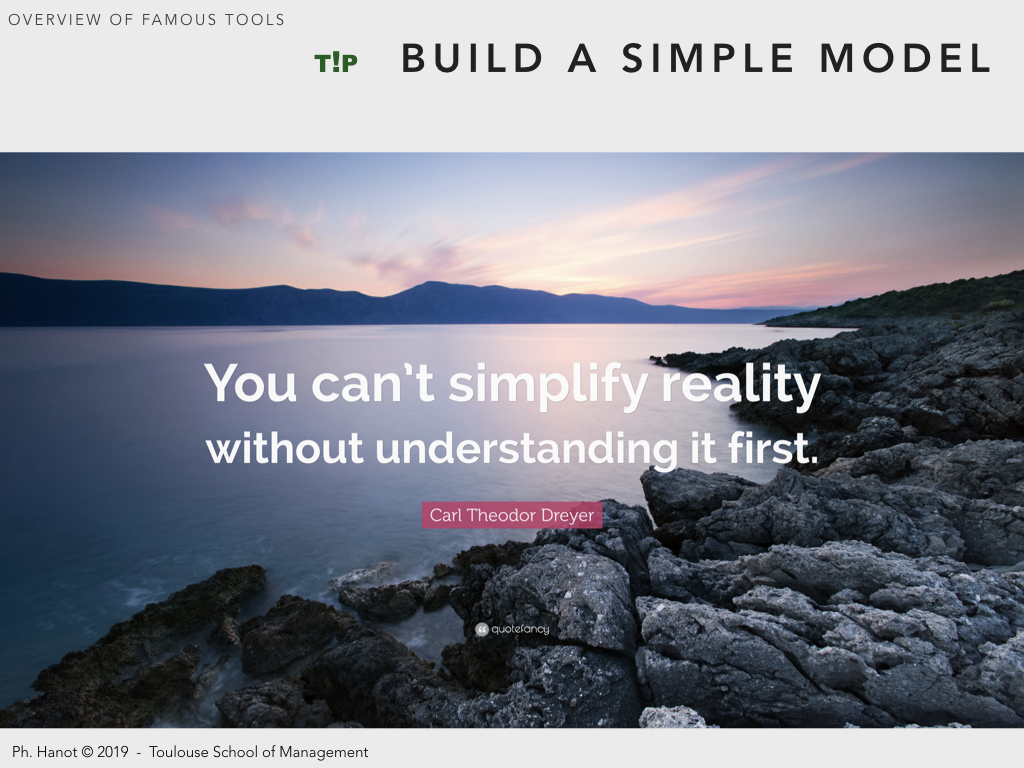 OVERVIEW OF FAMOUS TOOLS
T!P BUILD A SIMPLE MODEL
You can’t simplify reality
without understanding it first.
Carl Theodor Dreyer
quotefancy
Ph. Hanot © 2019 - Toulouse School of Management